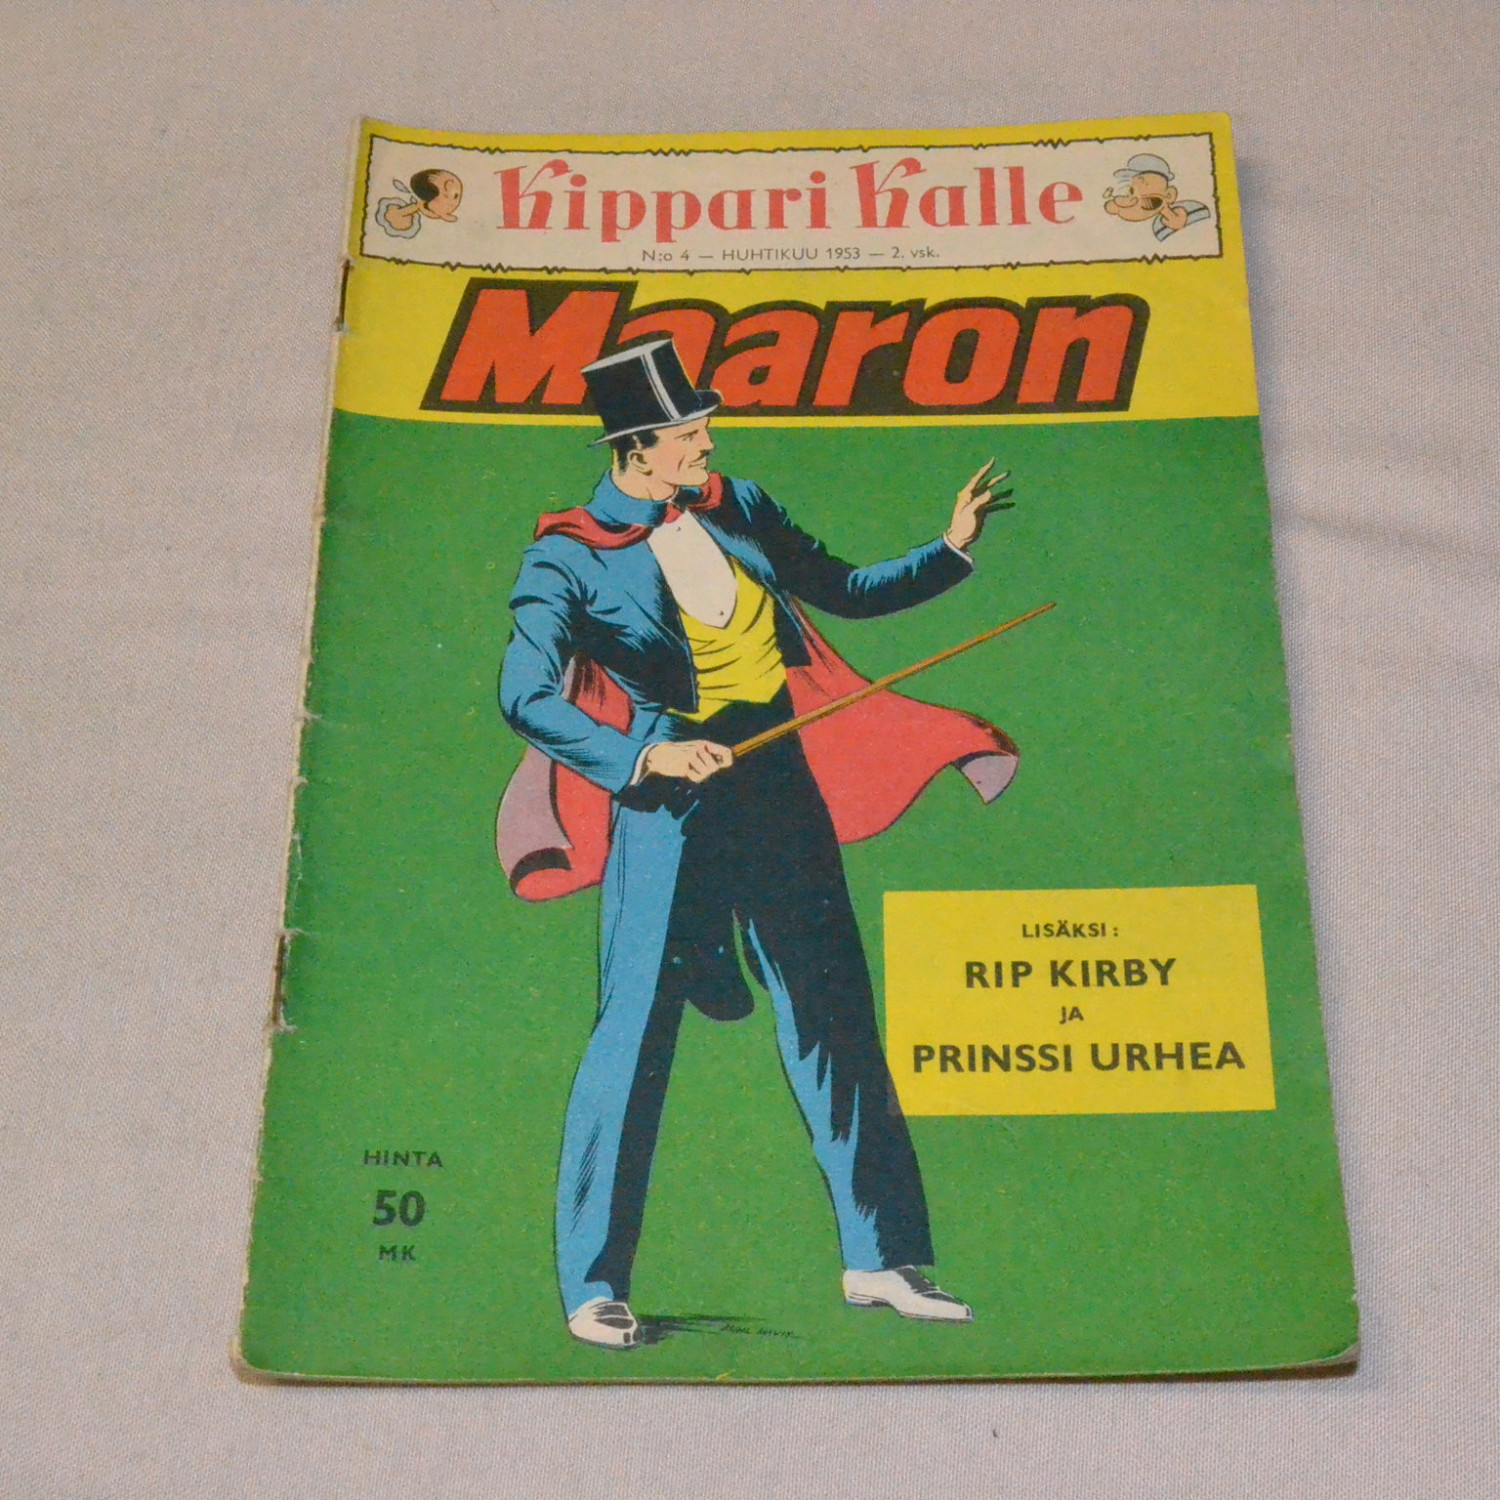 Kippari Kalle
N:o 4 — HUHTIKUU 1953 — 2. vsk.
Maaron
LISÄKSI:
RIP KIRBY
JA
PRINSSI URHEA
HINTA
50
MK